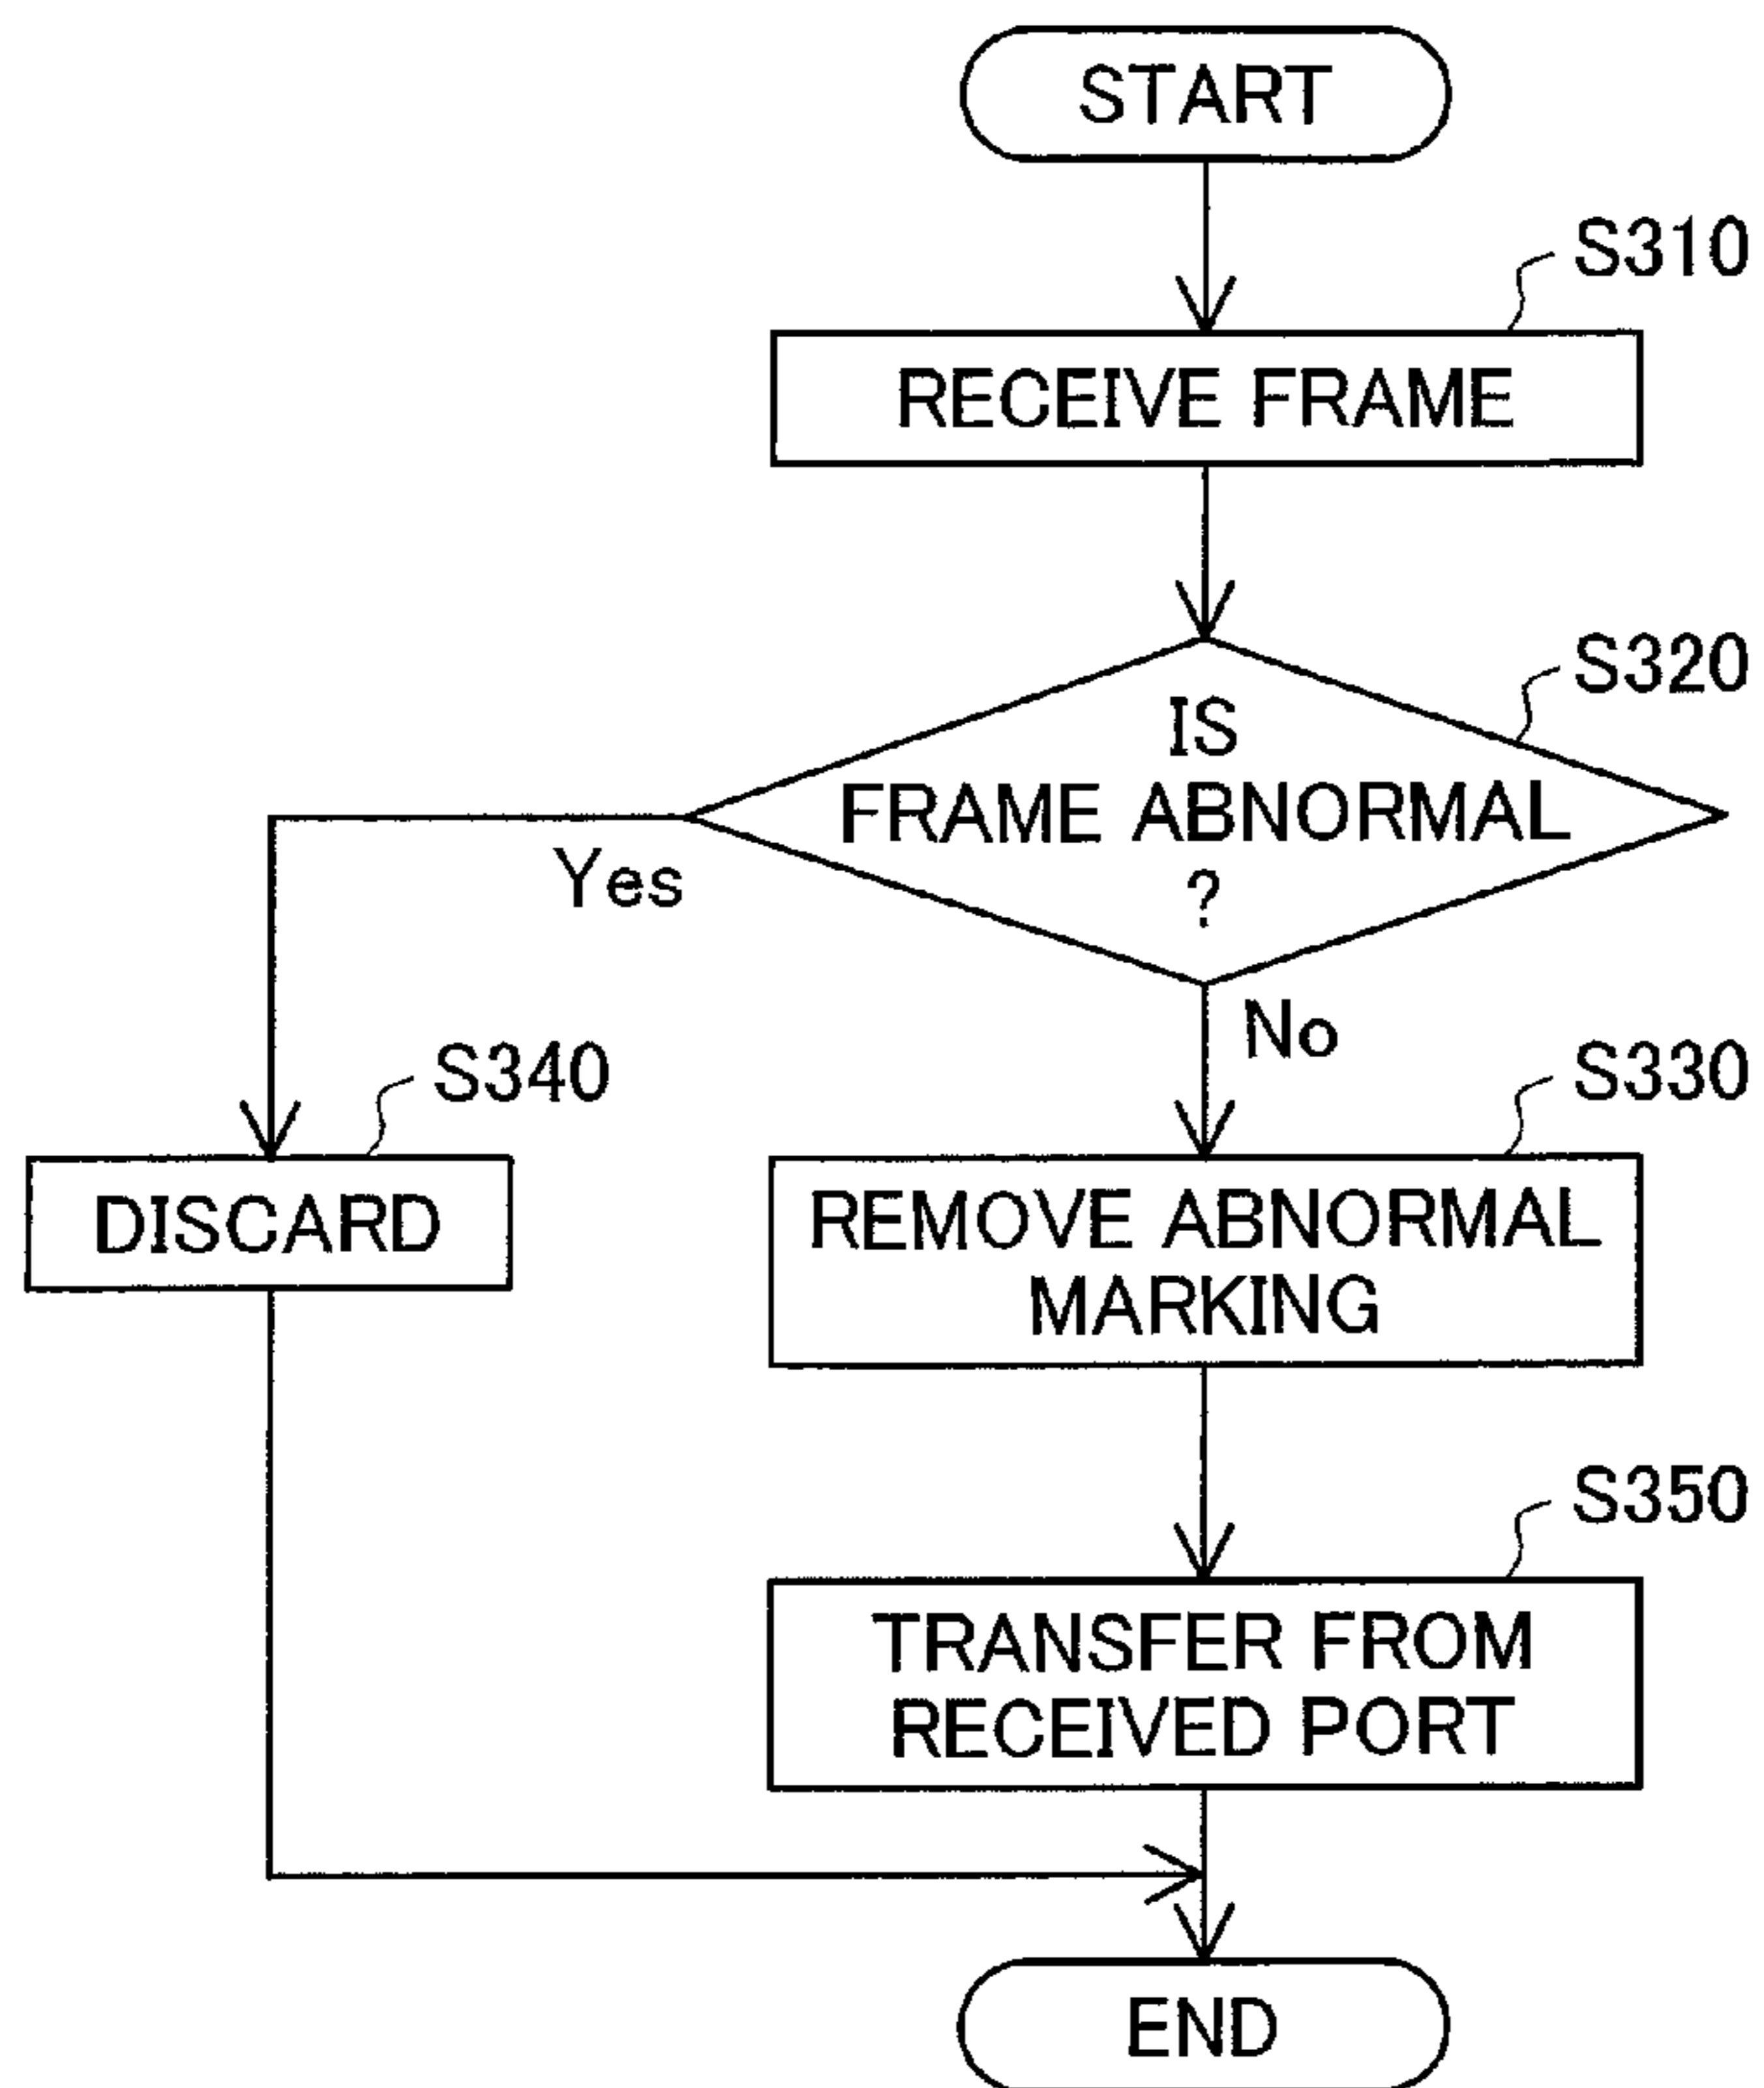 START
S310
RECEIVE FRAME
S320
IS
FRAME ABNORMAL
?
Yes
No
S340
S330
DISCARD
REMOVE ABNORMAL
MARKING
S350
TRANSFER FROM
RECEIVED PORT
END